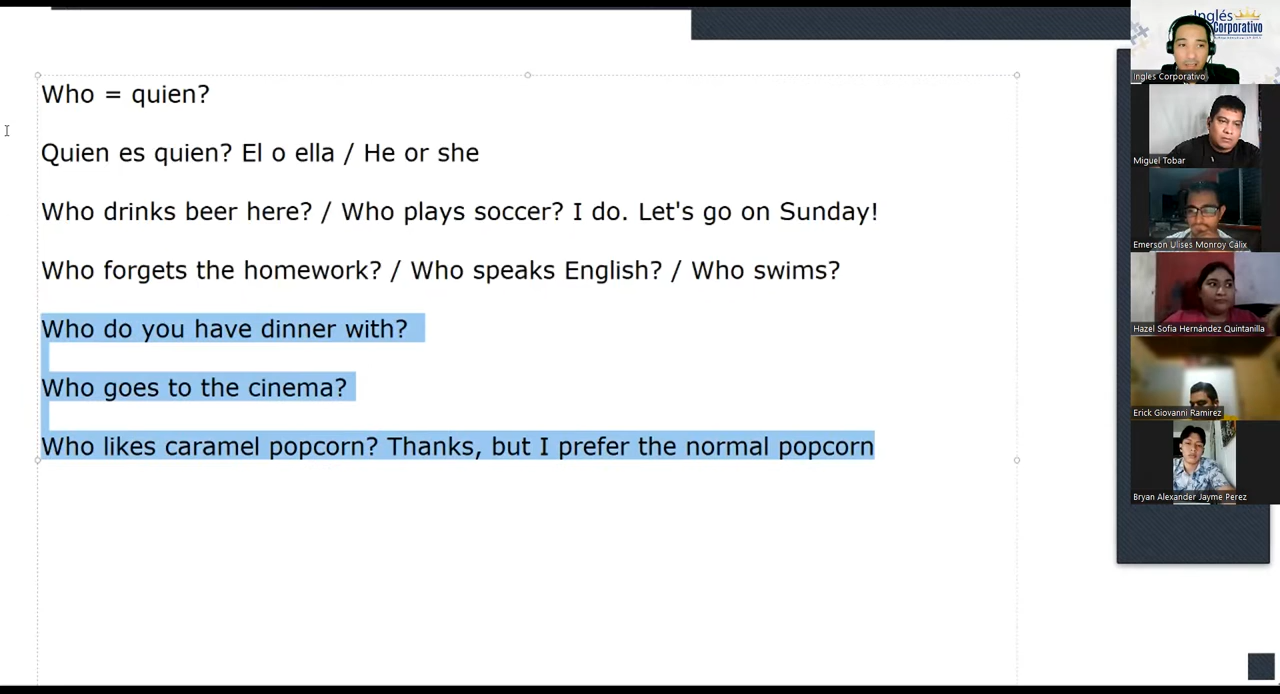 Who = quien?
Quien es quien? El o ella / He or she
Who drinks beer here? / Who plays soccer? I do. Let's go on Sunday!
Who forgets the homework? / Who speaks English? / Who swims?
Who do you have dinner with?
Who goes to the cinema?
Who likes caramel popcorn? Thanks, but I prefer the normal popcorn
Inglés
Corporativo
Ingles Corporativo
Miguel Tobar
Emerson Ulises Monroy Cálix
Hazel Sofia Hernández Quintanilla
Erick Giovanni Ramirez
Bryan Alexander Jayme Perez